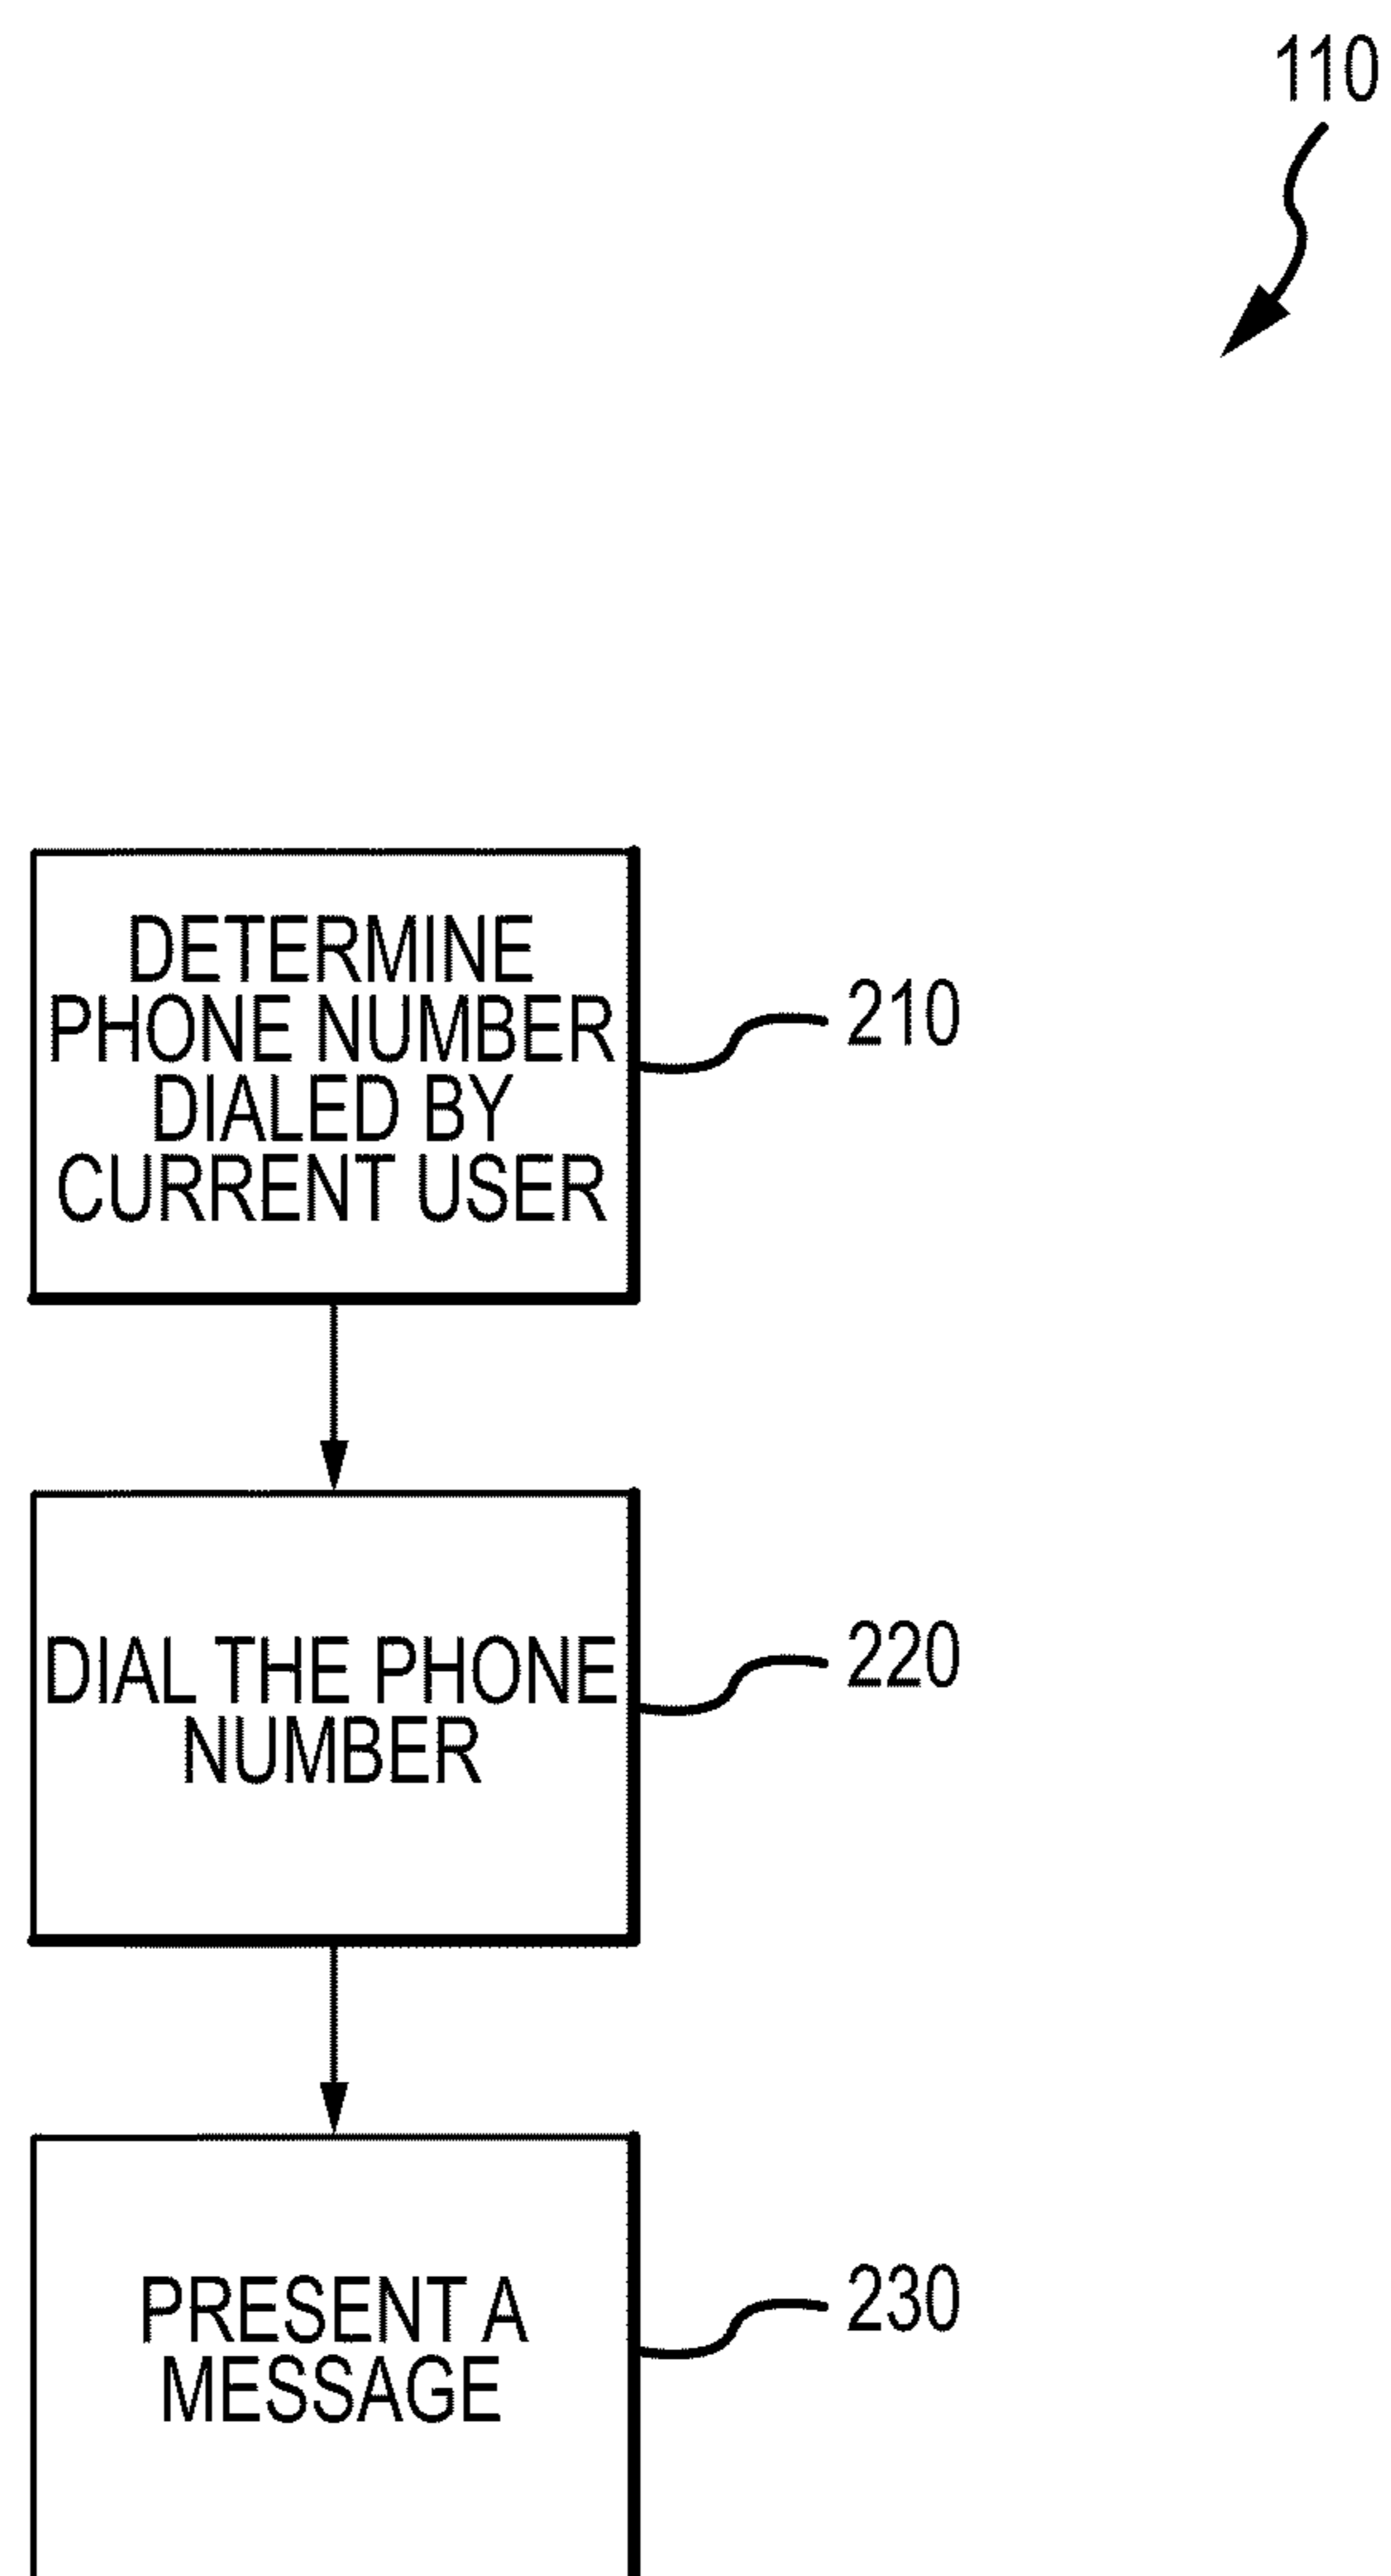 110
DETERMINE
PHONE NUMBER
DIALED BY
CURRENT USER
210
DIAL THE PHONE
NUMBER
220
PRESENT A
MESSAGE
230